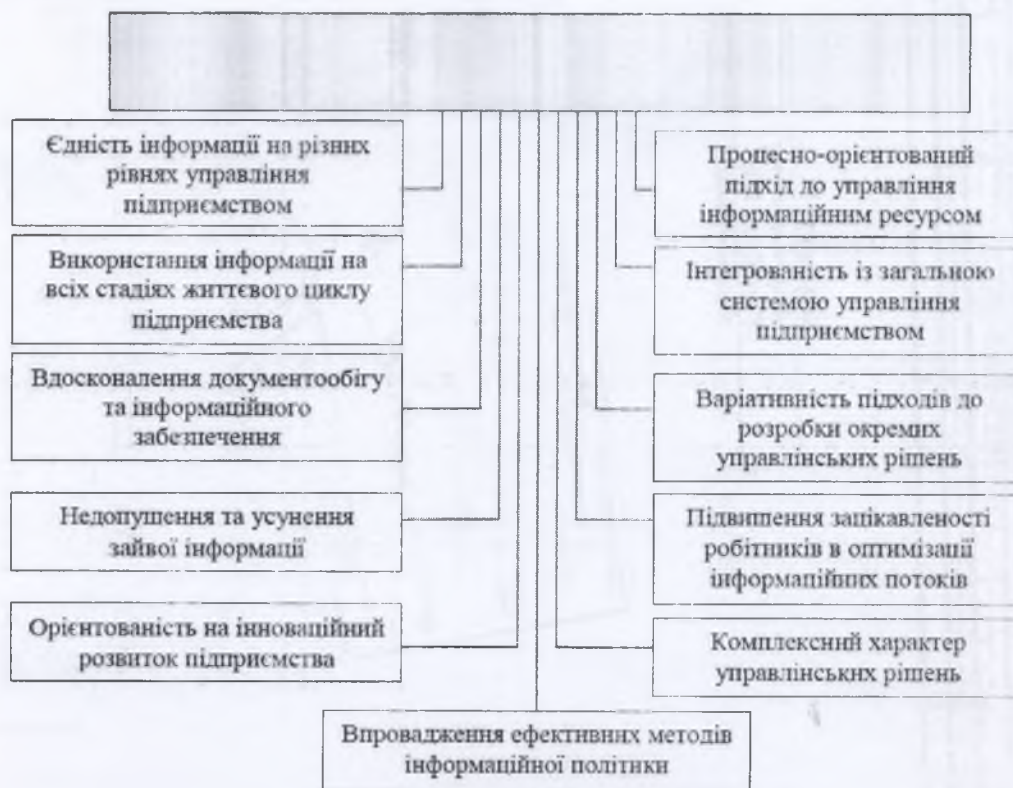 Єдність інформації на різних
рівнях управління
підприємством
Використання інформації на
всіх стадіях життєвого циклу
підприємства
Вдосконалення документообігу
та інформаційного
забезпечення
Недопущення та усунення
зайвої інформації
Орієнтованість на інноваційний
розвиток підприємства
Процесно-орієнтований
підхід до управління
інформаційним ресурсом
Інтегрованість із загальною
системою управління
підприємством
Варіативність підходів до
розробки окремих
управлінських рішень
Підвищення зацікавленості
робітників в оптимізації
інформаційних потоків
Комплексний характер
управлінських рішень
Впровадження ефективних методів
інформаційної політики